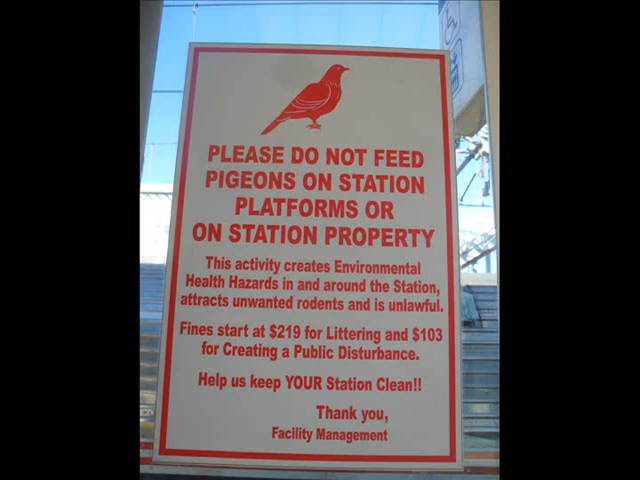 PLEASE DO NOT FEED
PIGEONS ON STATION
PLATFORMS OR
ON STATION PROPERTY
This activity creates Environmental
Health Hazards in and around the Station,
attracts unwanted rodents and is unlawful.
Fines start at $219 for Littering and $103
for Creating a Public Disturbance.
Help us keep YOUR Station Clean!!
Thank you,
Facility Management